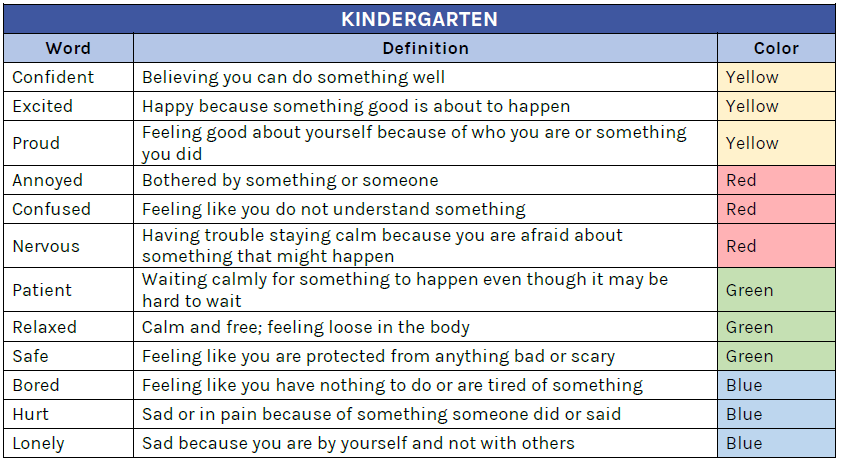 KINDERGARTEN
Word Definition Color
Confident Believing you can do something well Yellow
Excited Happy because something good is about to happen Yellow
Proud Feeling good about yourself because of who you are or something you did Yellow
Annoyed Bothered by something or someone Red
Confused Feeling like you do not understand something Red
Nervous Having trouble staying calm because you are afraid about something that might happen Red
Patient Waiting calmly for something to happen even though it may be hard to wait Green
Relaxed Calm and free; feeling loose in the body Green
Safe Feeling like you are protected from anything bad or scary Green
Bored Feeling like you have nothing to do or are tired of something Blue
Hurt Sad or in pain because of something someone did or said Blue
Lonely Sad because you are by yourself and not with others Blue